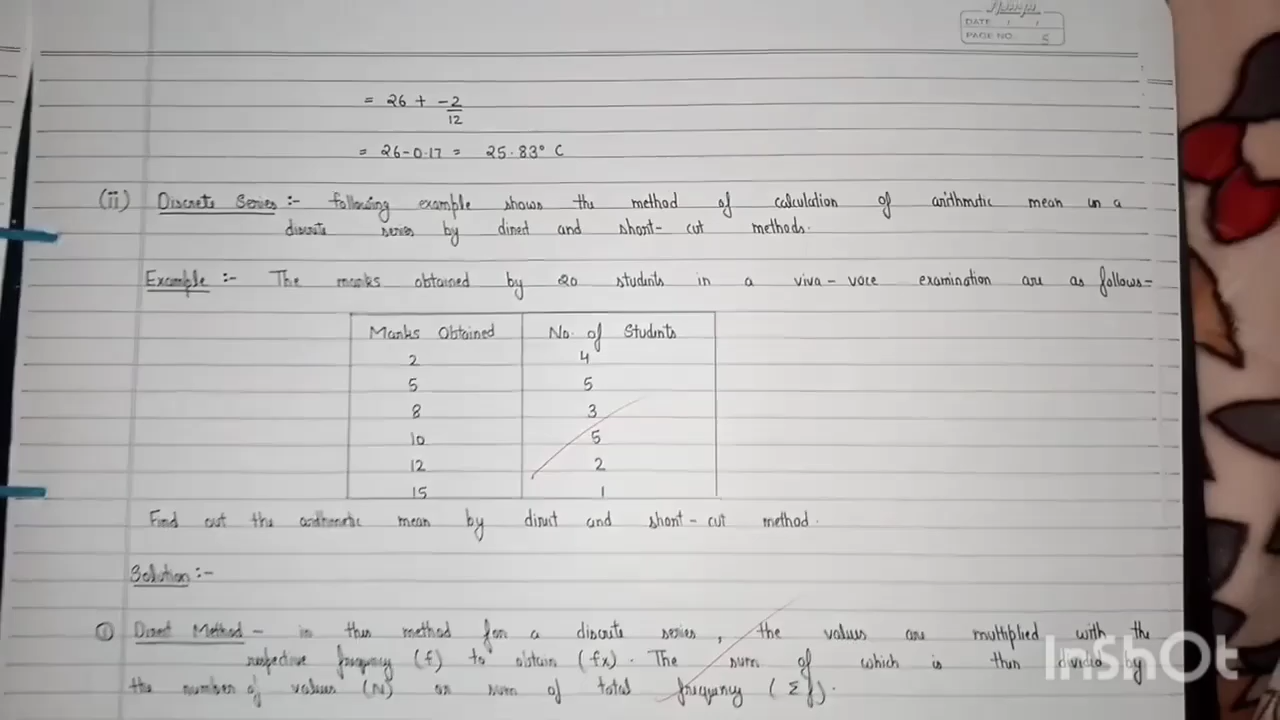 DATE / /
PAGE NO. 5
= 26 + -2/12
= 26-0.17 = 25.83° C
(ii) Discrete Series :- following example shows the method of calculation of arithmetic mean in a
discrete series by direct and short-cut methods.
Example :- The marks obtained by 20 students in a viva-voce examination are as follows-
Marks Obtained No. of Students
2 4
5 5
8 3
10 5
12 2
15 1
Find out the arithmetic mean by direct and short-cut method.
Solution :-
① Direct Method - in this method for a discrete series, the values are multiplied with the
respective frequency (f) to obtain (fx). The sum of which is then divided by
the number of values (N) or sum of total frequency (Σf).
InShOt